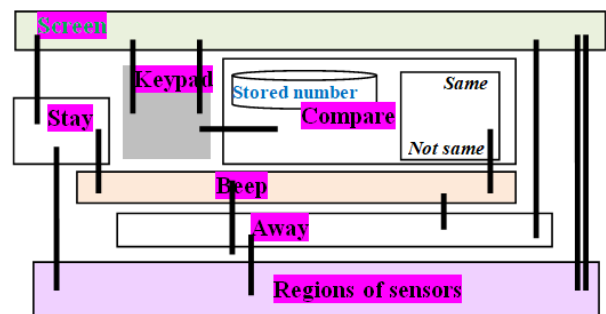 Screen
Keypad
Stored number
Same
Stay
Compare
Not same
Beep
Away
Regions of sensors